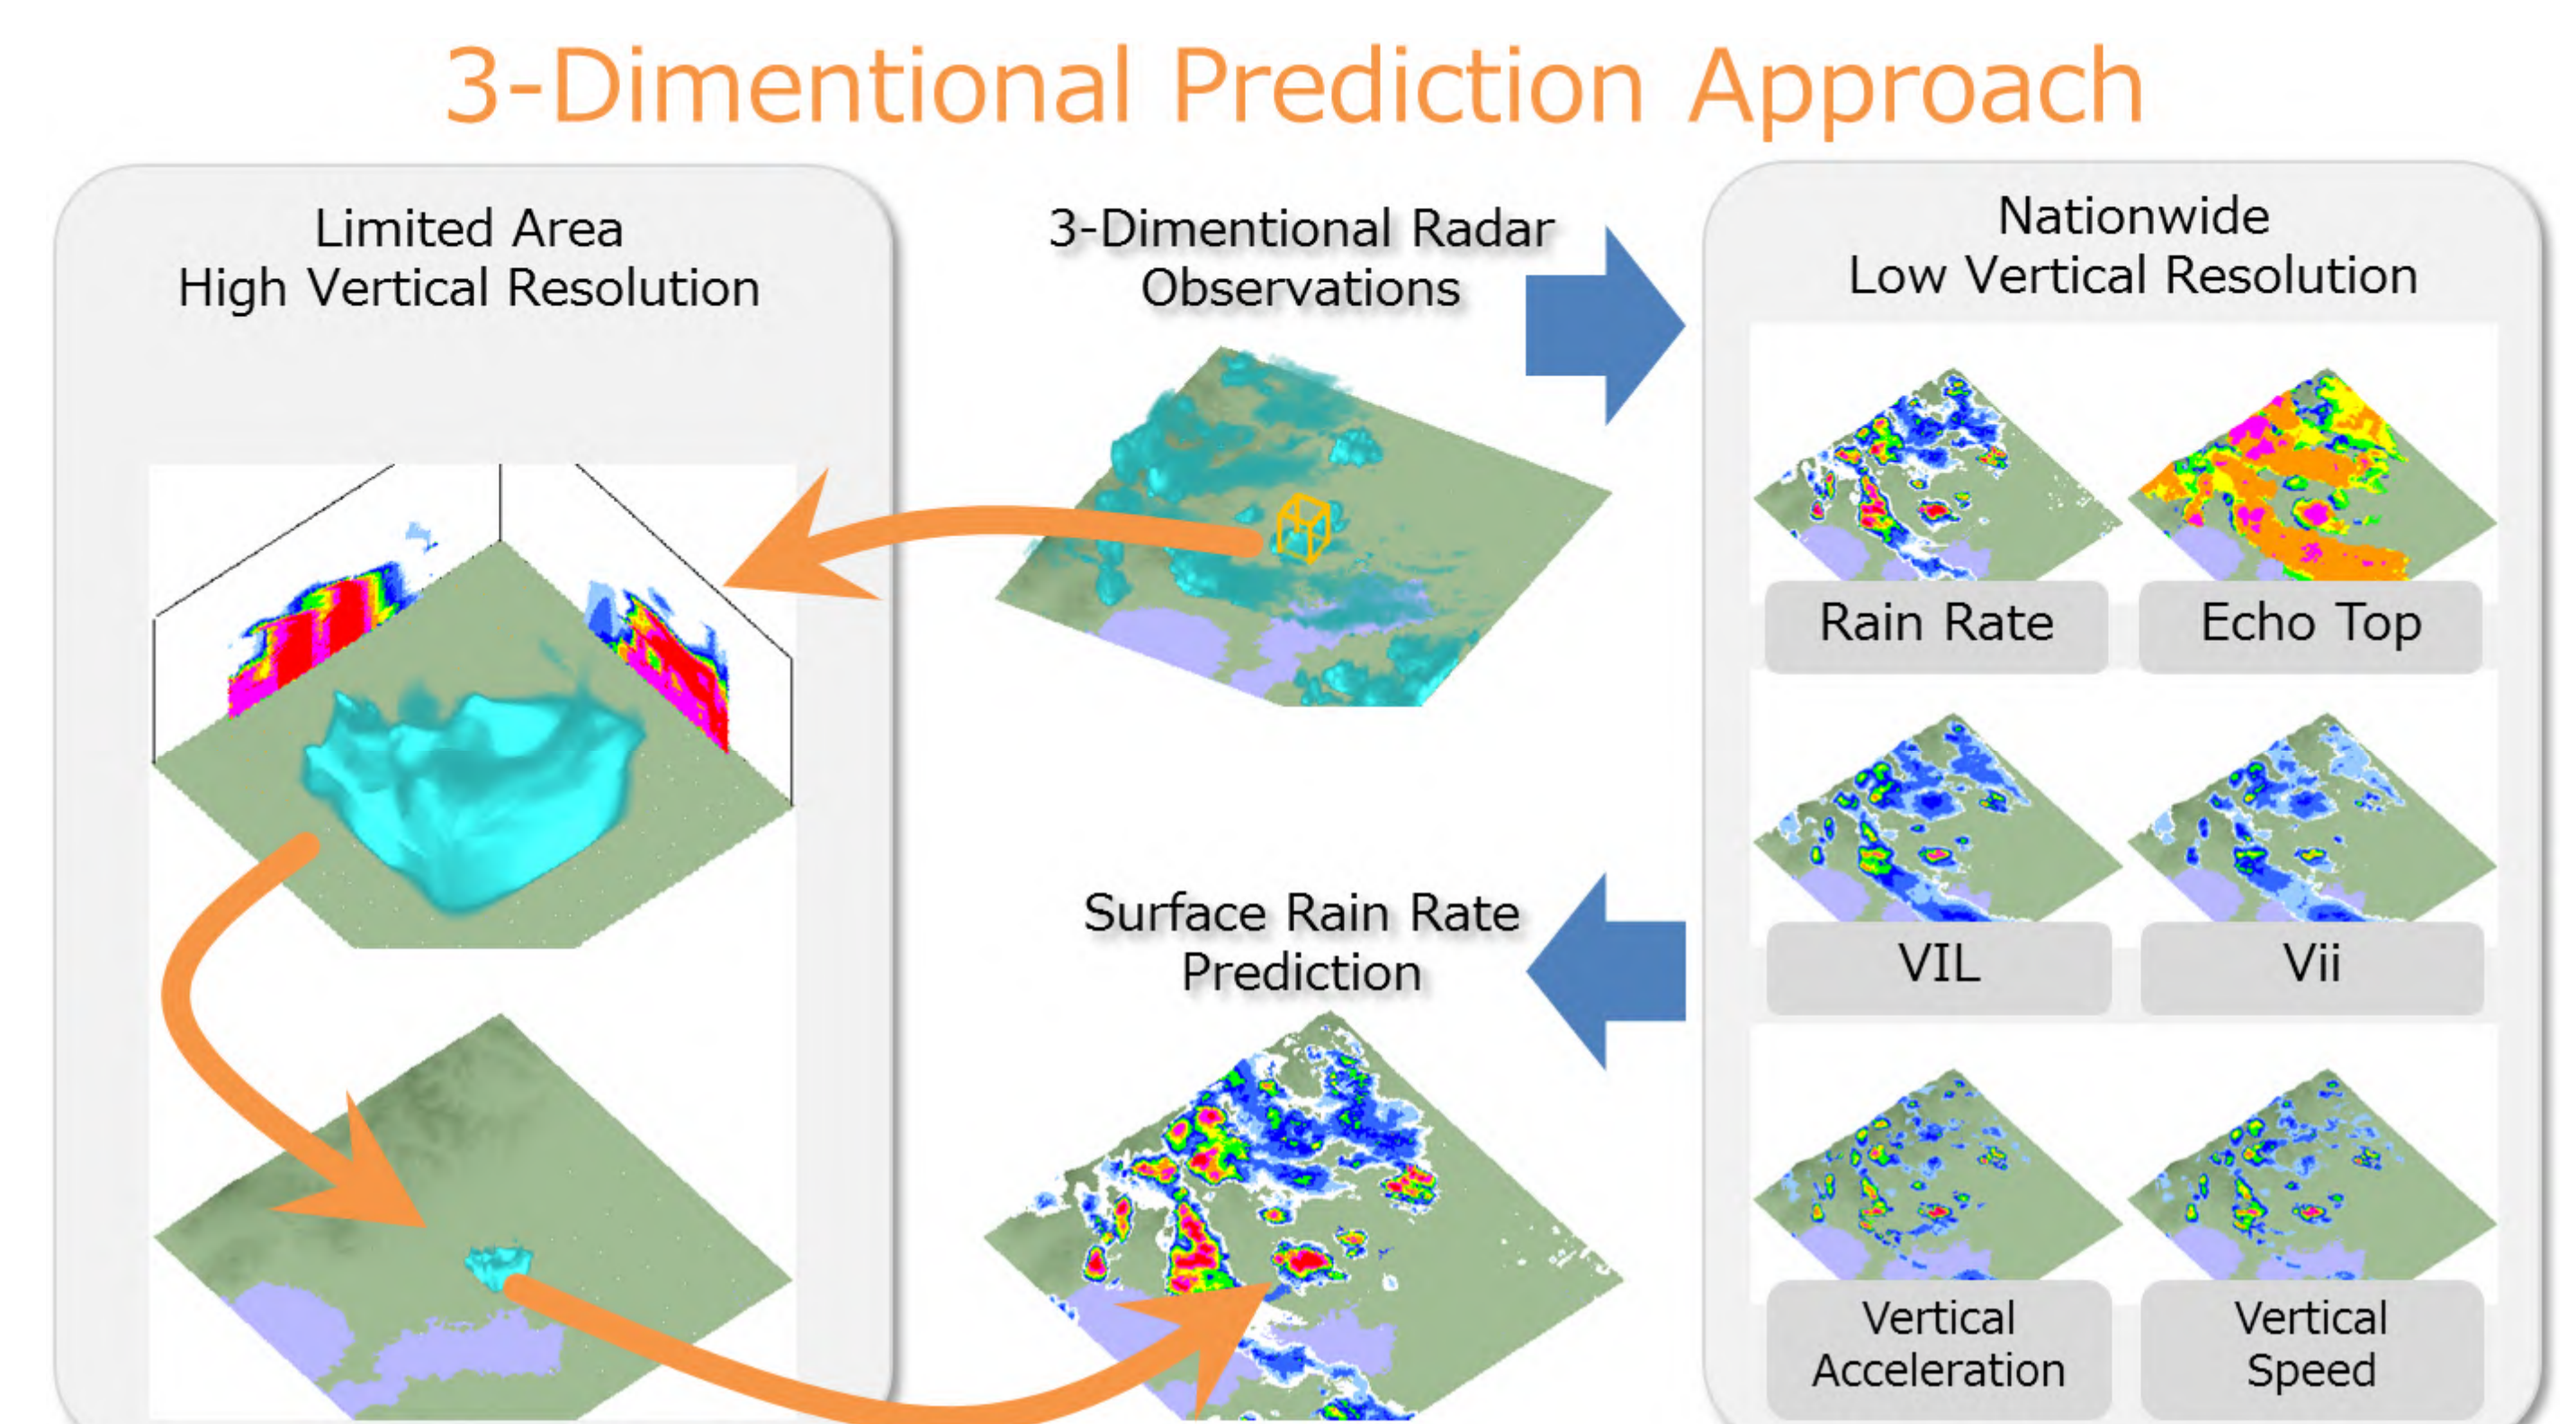 3-Dimentional Prediction Approach
Limited Area
High Vertical Resolution
3-Dimentional Radar
Observations
Nationwide
Low Vertical Resolution
Rain Rate
Echo Top
VIL
Vii
Surface Rain Rate
Prediction
Vertical
Acceleration
Vertical
Speed